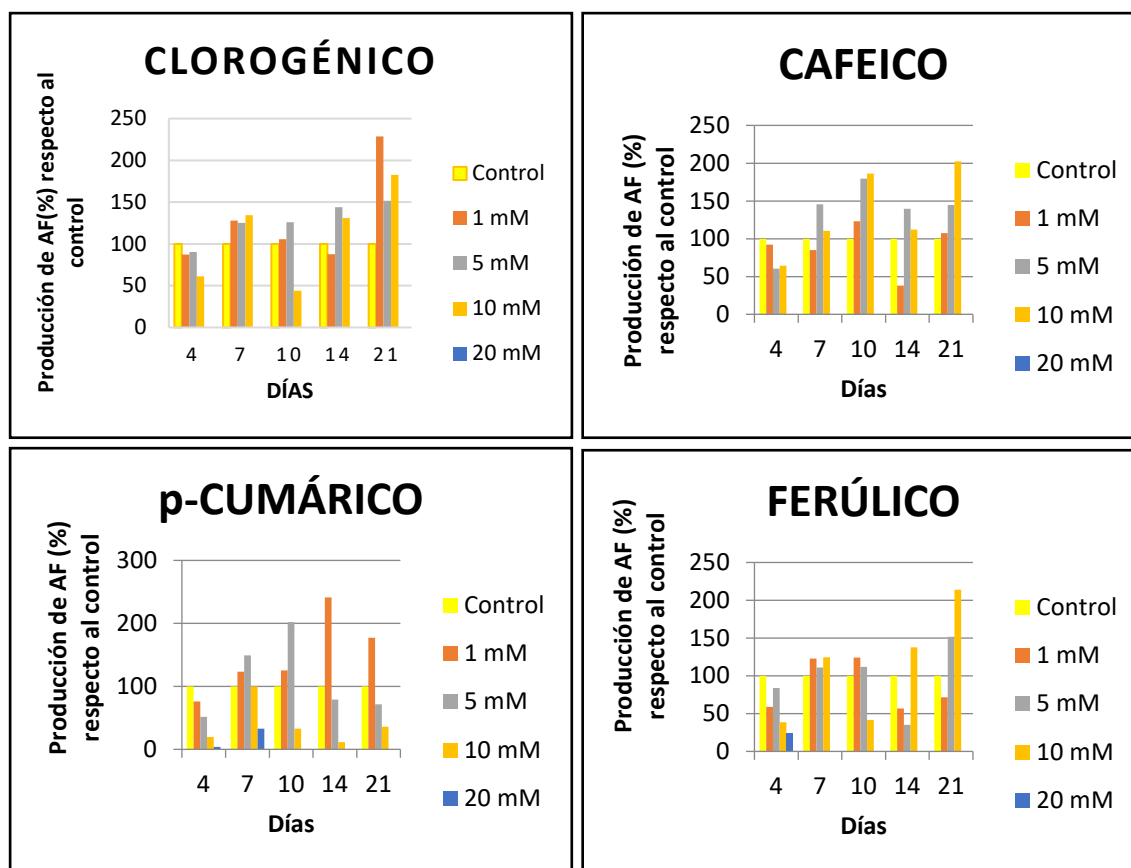 CLOROGÉNICO
Producción de AF(%) respecto al
control
250
200
150
100
50
0
4 7 10 14 21
DÍAS
Control
1 mM
5 mM
10 mM
20 mM
CAFEICO
Producción de AF (%)
respecto al control
250
200
150
100
50
0
4 7 10 14 21
Días
Control
1 mM
5 mM
10 mM
20 mM
p-CUMÁRICO
Producción de AF (%)
respecto al control
300
200
100
0
4 7 10 14 21
Días
Control
1 mM
5 mM
10 mM
20 mM
FERÚLICO
Producción de AF (%)
respecto al control
250
200
150
100
50
0
4 7 10 14 21
Días
Control
1 mM
5 mM
10 mM
20 mM